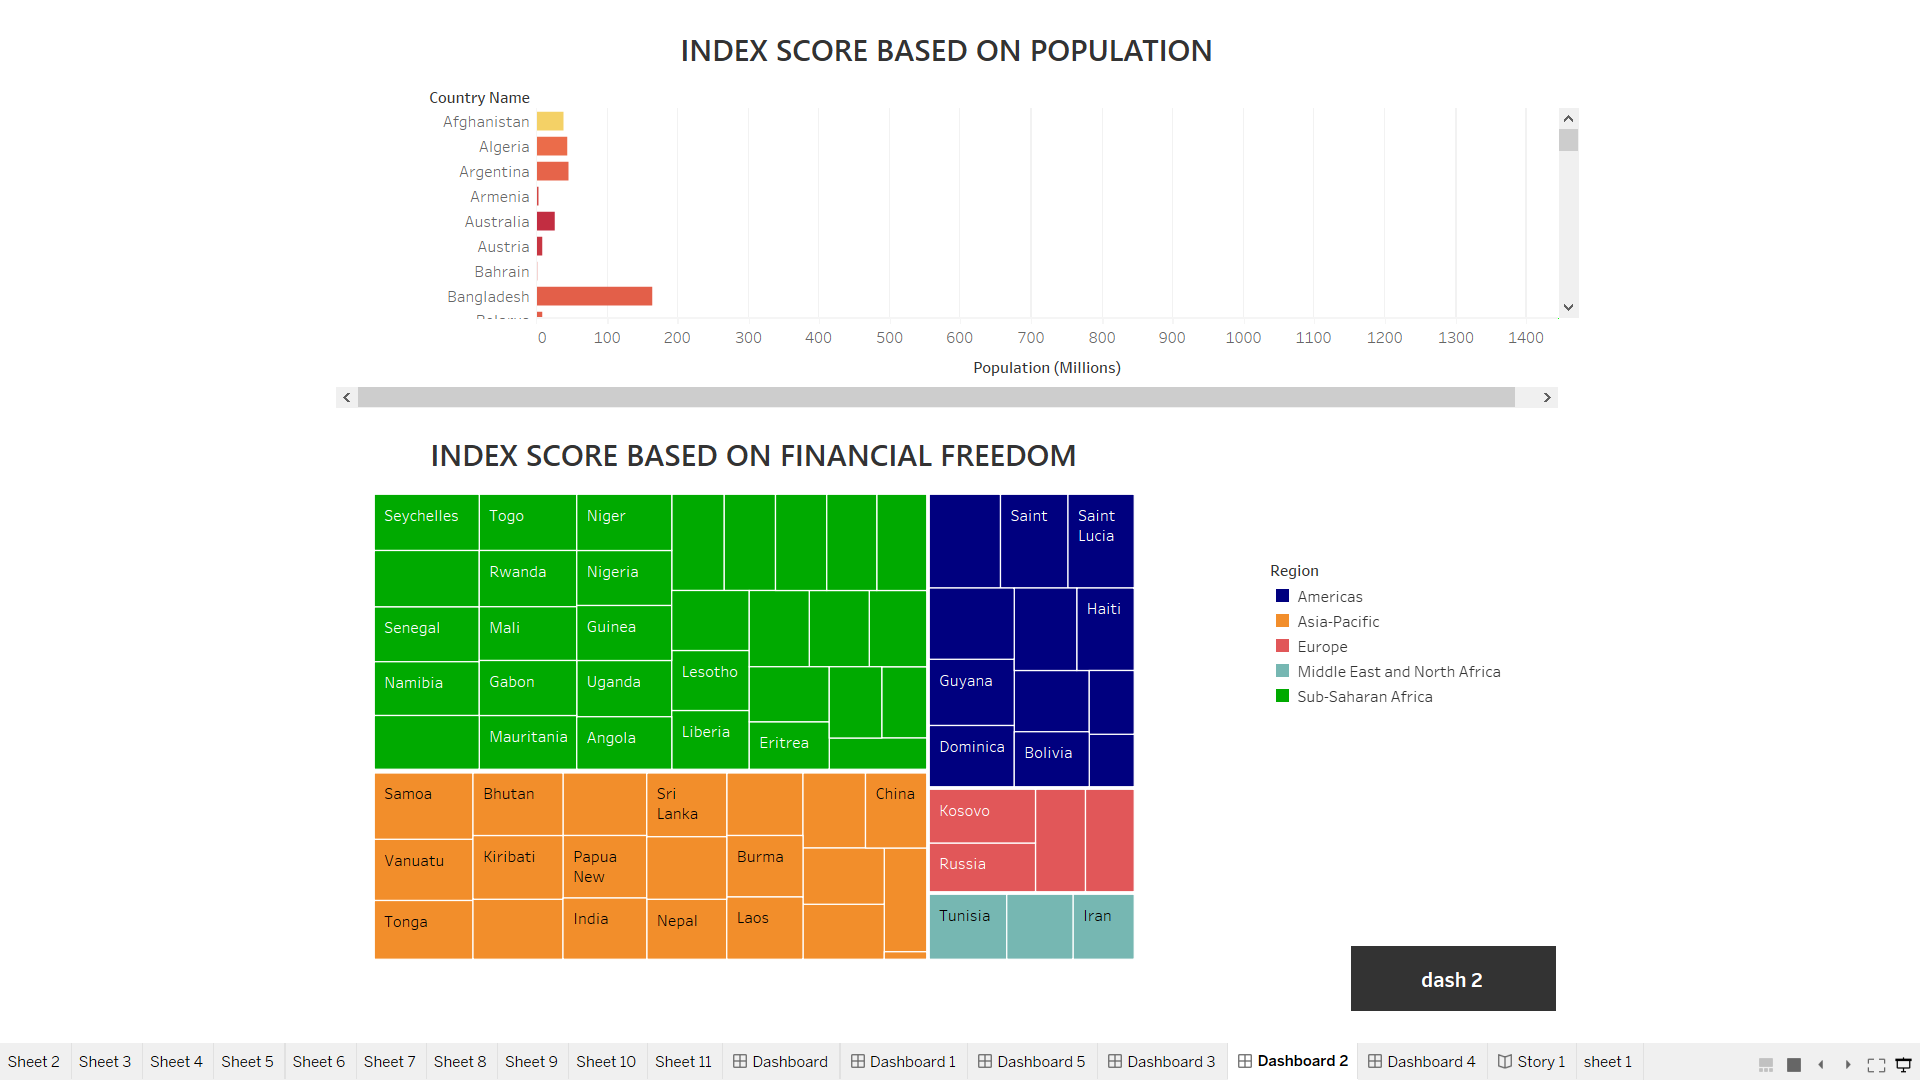 INDEX SCORE BASED ON POPULATION
Country Name
Afghanistan
Algeria
Argentina
Armenia
Australia
Austria
Bahrain
Bangladesh
0 100 200 300 400 500 600 700 800 900 1000 1100 1200 1300 1400
Population (Millions)
INDEX SCORE BASED ON FINANCIAL FREEDOM
Seychelles Togo Niger
Rwanda Nigeria
Senegal Mali Guinea
Namibia Gabon Uganda Lesotho
Mauritania Angola Liberia Eritrea
Saint Saint
Lucia
Haiti
Guyana
Dominica Bolivia
Samoa Bhutan Sri
Lanka China
Vanuatu Kiribati Papua
New Burma
Tonga India Nepal Laos
Kosovo
Russia
Tunisia Iran
Region
Americas
Asia-Pacific
Europe
Middle East and North Africa
Sub-Saharan Africa
dash 2
Sheet 2 Sheet 3 Sheet 4 Sheet 5 Sheet 6 Sheet 7 Sheet 8 Sheet 9 Sheet 10 Sheet 11 Dashboard Dashboard 1 Dashboard 5 Dashboard 3 Dashboard 2 Dashboard 4 Story 1 sheet 1